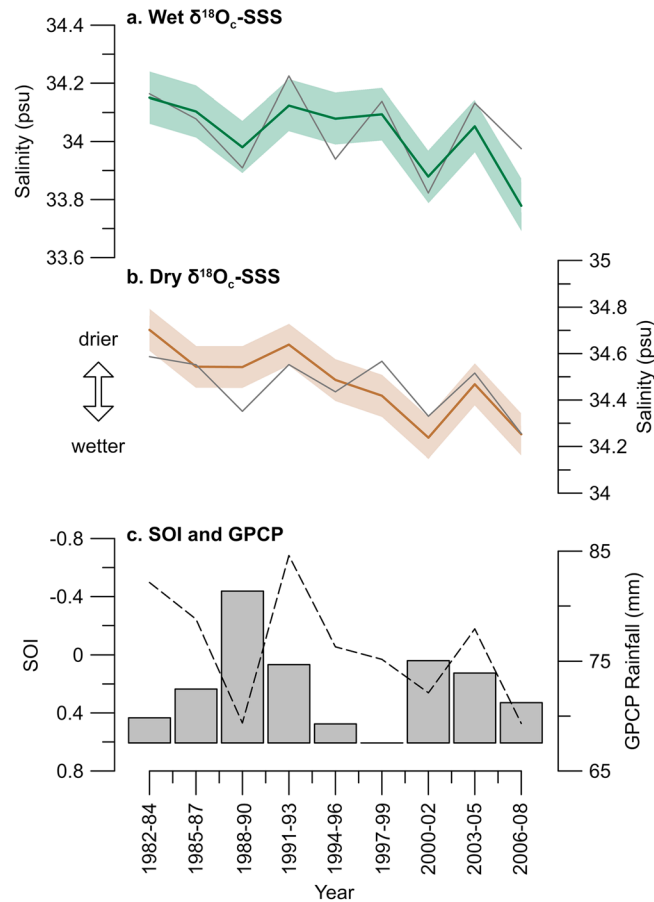 a. Wet δ¹⁸Oc-SSS
34.4
34.2
34
33.8
33.6
Salinity (psu)
b. Dry δ¹⁸Oc-SSS
drier
wetter
35
34.8
34.6
34.4
34.2
34
Salinity (psu)
c. SOI and GPCP
-0.8
-0.4
0
0.4
0.8
SOI
85
75
65
GPCP Rainfall (mm)
1982-84
1985-87
1988-90
1991-93
1994-96
1997-99
2000-02
2003-05
2006-08
Year